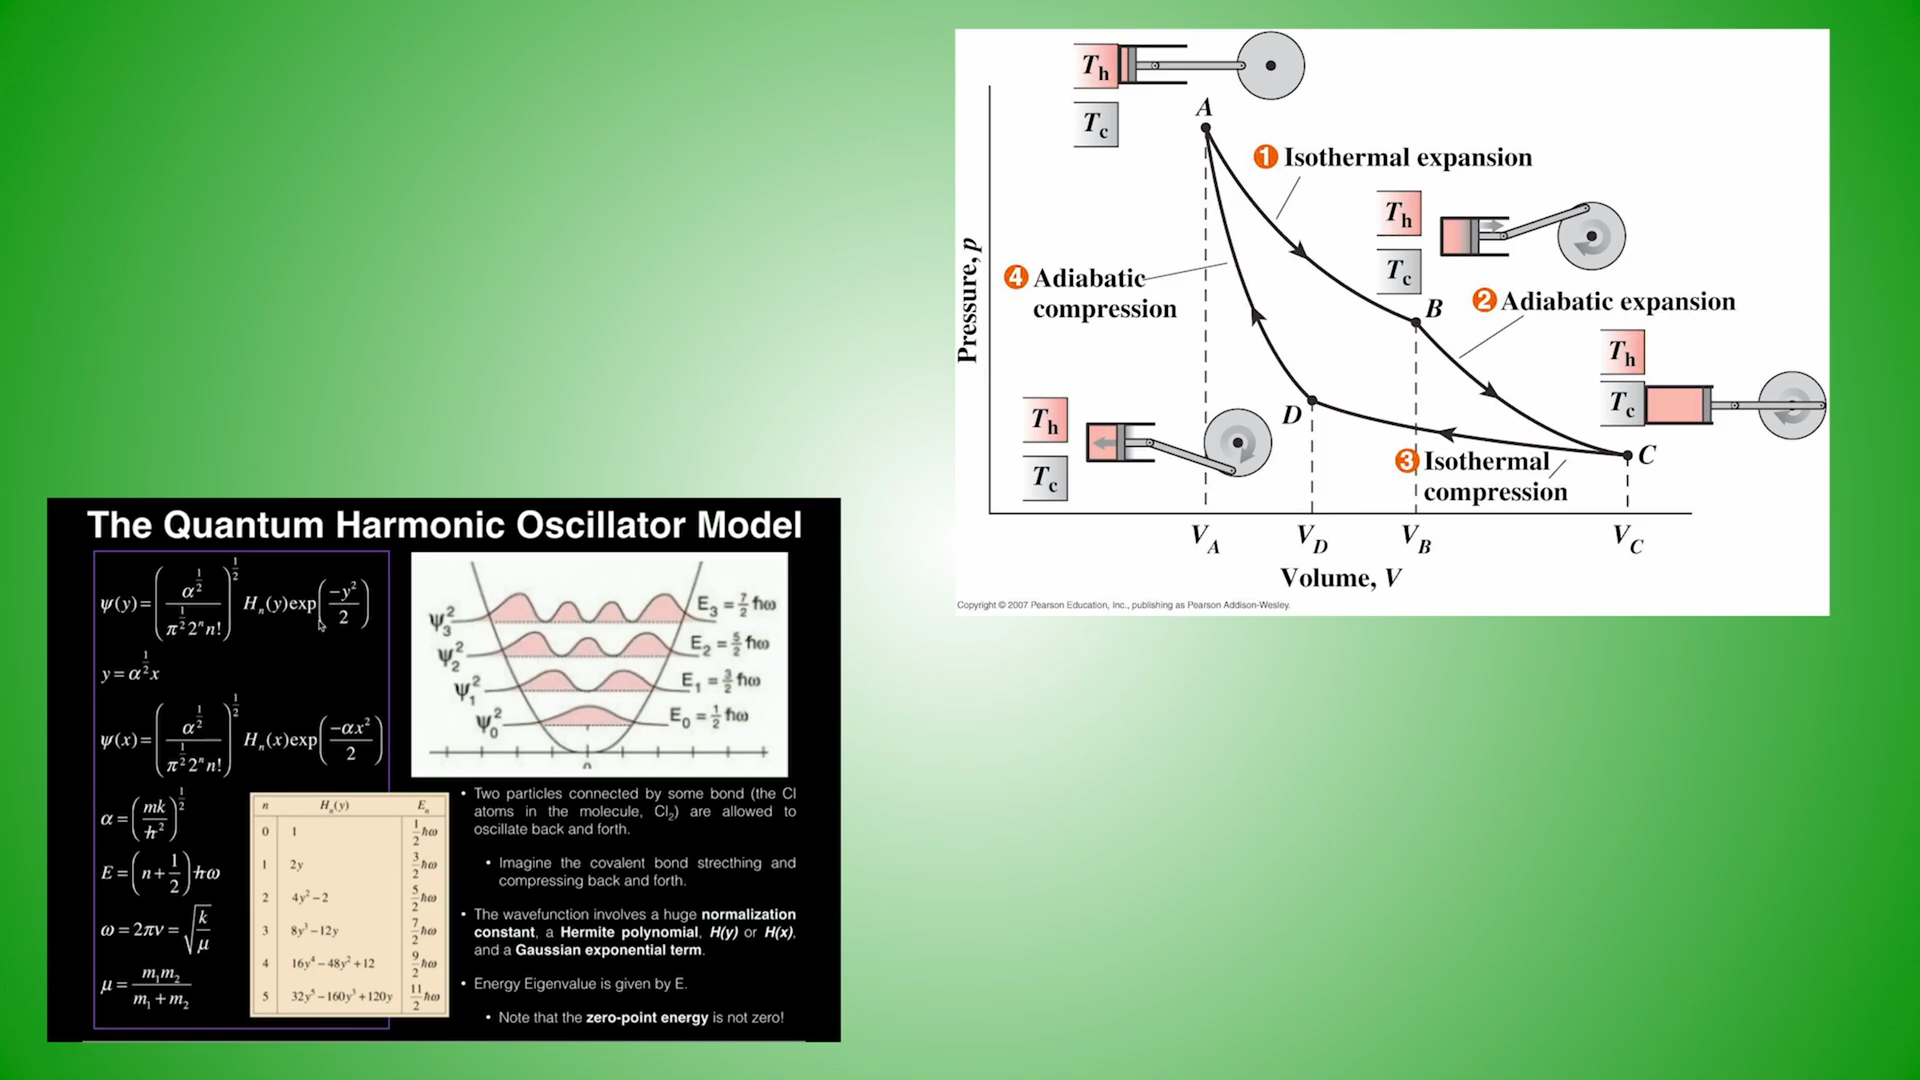 T_h
T_c
A
1 Isothermal expansion
T_h
T_c
4 Adiabatic
compression
B
2 Adiabatic expansion
T_h
T_c
Pressure, p
D
T_h
T_c
C
3 Isothermal
compression
V_A V_D V_B V_C
Volume, V
Copyright © 2007 Pearson Education, Inc., publishing as Pearson Addison-Wesley.
The Quantum Harmonic Oscillator Model
ψ(y)=(α^(1/2)/(π^(1/2)2^n n!))^(1/2) H_n(y)exp(−y²/2)
y=α^(1/2)x
ψ(x)=(α^(1/2)/(π^(1/2)2^n n!))^(1/2) H_n(x)exp(−αx²/2)
α=(mk/ħ²)^(1/2)
E=(n+1/2)ħω
ω=2πν=√(k/μ)
μ=m₁m₂/(m₁+m₂)
n H_n(y) E_n
0 1 1/2 ħω
1 2y 3/2 ħω
2 4y²−2 5/2 ħω
3 8y³−12y 7/2 ħω
4 16y⁴−48y²+12 9/2 ħω
5 32y⁵−160y³+120y 11/2 ħω
ψ₃² E₃ = 7/2 ħω
ψ₂² E₂ = 5/2 ħω
ψ₁² E₁ = 3/2 ħω
ψ₀² E₀ = 1/2 ħω
0
• Two particles connected by some bond (the Cl
atoms in the molecule, Cl₂) are allowed to
oscillate back and forth.
• Imagine the covalent bond strecthing and
compressing back and forth.
• The wavefunction involves a huge normalization
constant, a Hermite polynomial, H(y) or H(x),
and a Gaussian exponential term.
• Energy Eigenvalue is given by E.
• Note that the zero-point energy is not zero!